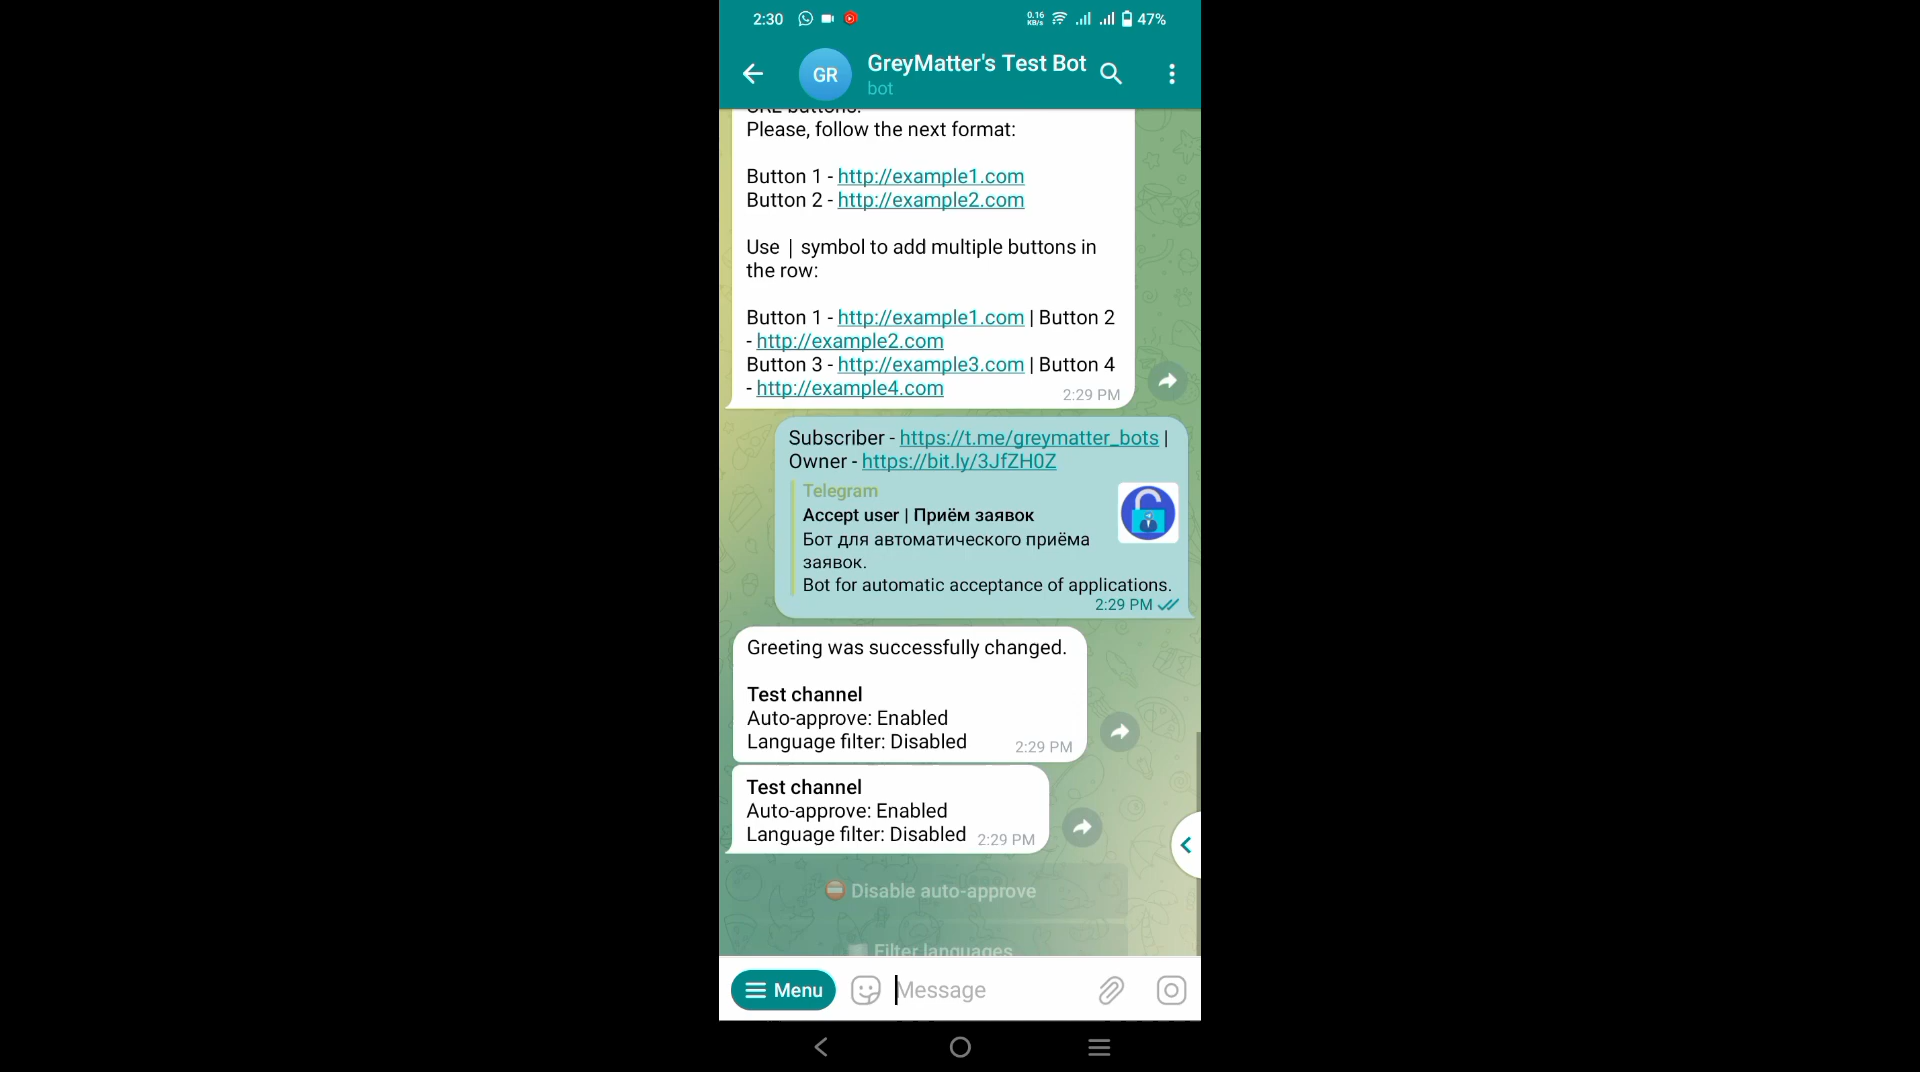 2:30
0.16 KB/s
47%
GR
GreyMatter's Test Bot
bot
URL buttons.
Please, follow the next format:
Button 1 - http://example1.com
Button 2 - http://example2.com
Use | symbol to add multiple buttons in
the row:
Button 1 - http://example1.com | Button 2
- http://example2.com
Button 3 - http://example3.com | Button 4
- http://example4.com
2:29 PM
Subscriber - https://t.me/greymatter_bots |
Owner - https://bit.ly/3JfZH0Z
Telegram
Accept user | Приём заявок
Бот для автоматического приёма
заявок.
Bot for automatic acceptance of applications.
2:29 PM
Greeting was successfully changed.
Test channel
Auto-approve: Enabled
Language filter: Disabled
2:29 PM
Test channel
Auto-approve: Enabled
Language filter: Disabled
2:29 PM
Disable auto-approve
Filter languages
Menu
Message